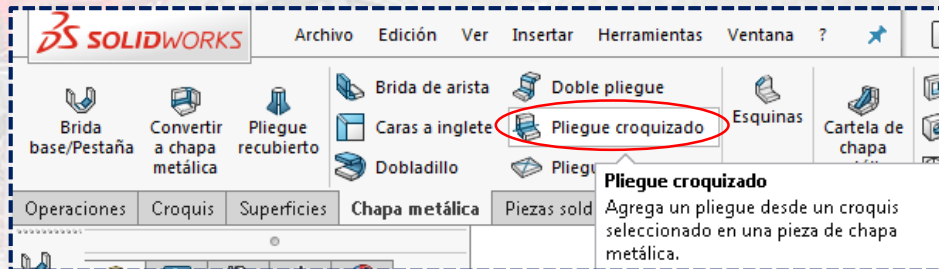 SOLIDWORKS Archivo Edición Ver Insertar Herramientas Ventana ?
Brida de arista Doble pliegue
Brida base/Pestaña
Convertir a chapa metálica
Pliegue recubierto
Caras a inglete Pliegue croquizado
Esquinas
Cartela de chapa
Dobladillo
Operaciones Croquis Superficies Chapa metálica
Pliegue croquizado
Agrega un pliegue desde un croquis
seleccionado en una pieza de chapa
metálica.